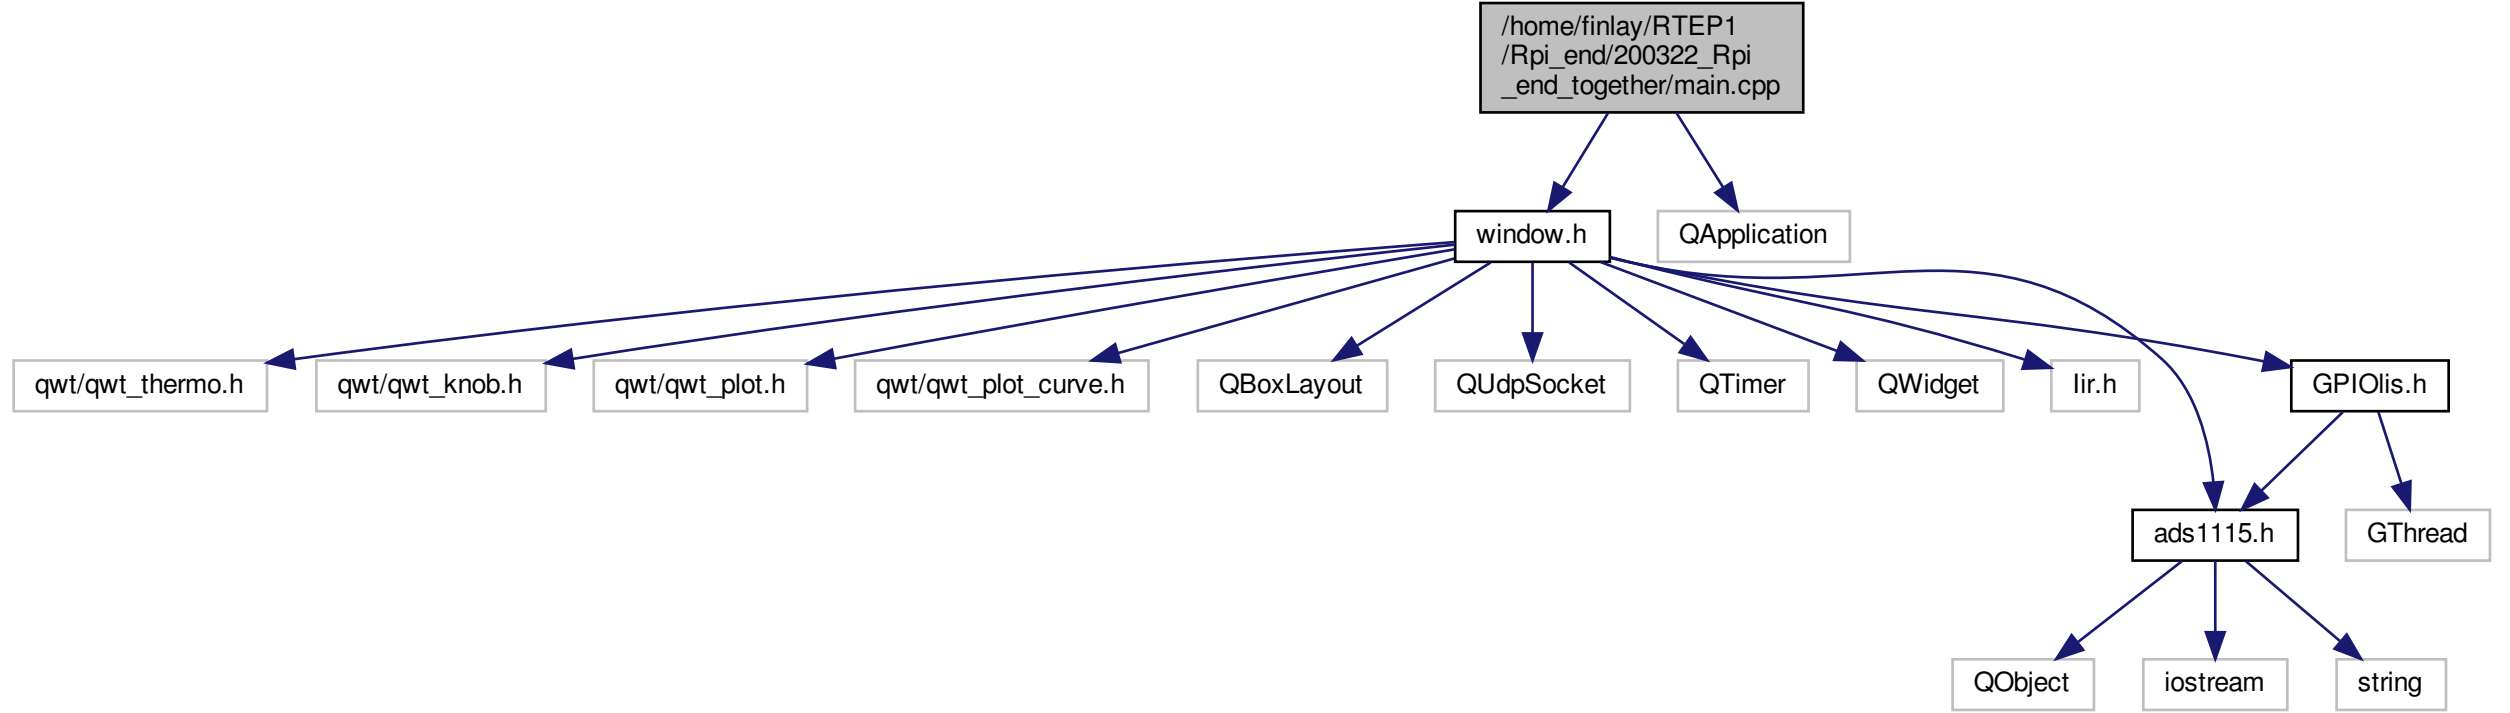 /home/finlay/RTEP1
/Rpi_end/200322_Rpi
_end_together/main.cpp
window.h
QApplication
qwt/qwt_thermo.h
qwt/qwt_knob.h
qwt/qwt_plot.h
qwt/qwt_plot_curve.h
QBoxLayout
QUdpSocket
QTimer
QWidget
Iir.h
GPIOlis.h
ads1115.h
GThread
QObject
iostream
string